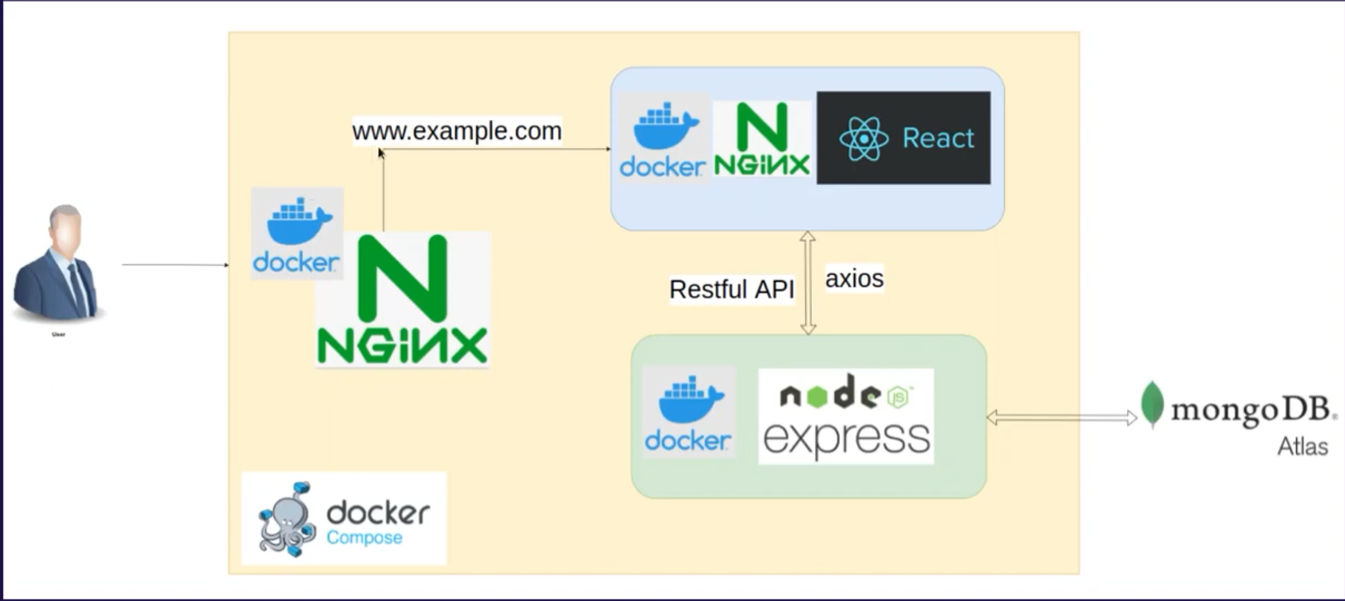 www.example.com
docker
NGiNX
React
docker
NGiNX
User
Restful API
axios
docker
node
JS
express
mongoDB.
Atlas
docker
Compose